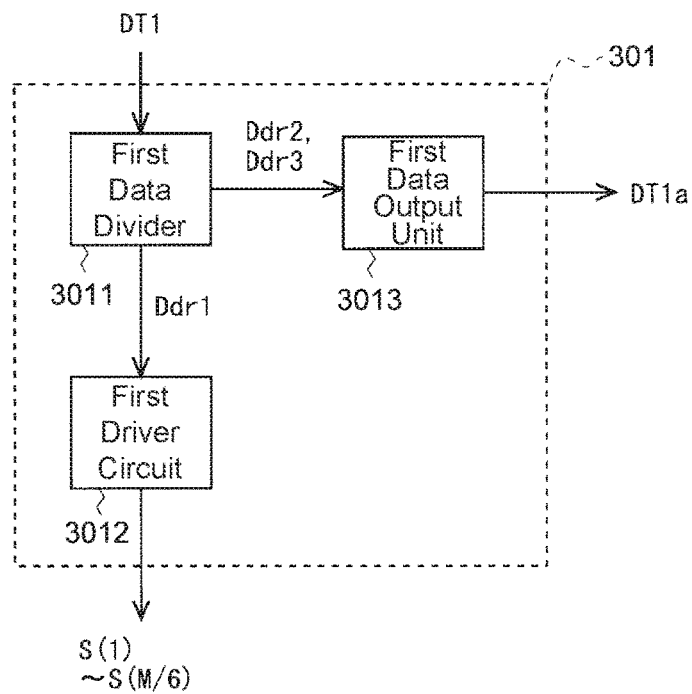 DT1
301
First
Data
Divider
Ddr2,
Ddr3
First
Data
Output
Unit
DT1a
3011
Ddr1
3013
First
Driver
Circuit
3012
S(1)
~S(M/6)